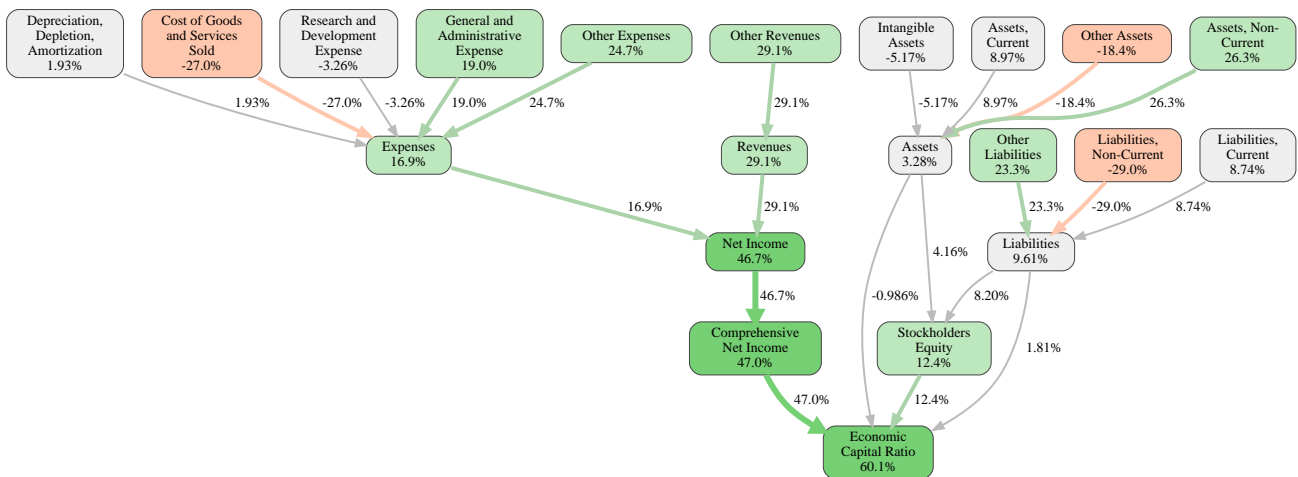 Depreciation,
Depletion,
Amortization
1.93%
Cost of Goods
and Services
Sold
-27.0%
Research and
Development
Expense
-3.26%
General and
Administrative
Expense
19.0%
Other Expenses
24.7%
Other Revenues
29.1%
Intangible
Assets
-5.17%
Assets,
Current
8.97%
Other Assets
-18.4%
Assets, Non-
Current
26.3%
1.93%
-27.0%
-3.26%
19.0%
24.7%
29.1%
-5.17%
8.97%
-18.4%
26.3%
Expenses
16.9%
Revenues
29.1%
Assets
3.28%
Other
Liabilities
23.3%
Liabilities,
Non-Current
-29.0%
Liabilities,
Current
8.74%
16.9%
29.1%
23.3%
-29.0%
8.74%
Net Income
46.7%
4.16%
Liabilities
9.61%
46.7%
-0.986%
8.20%
Comprehensive
Net Income
47.0%
Stockholders
Equity
12.4%
1.81%
47.0%
12.4%
Economic
Capital Ratio
60.1%